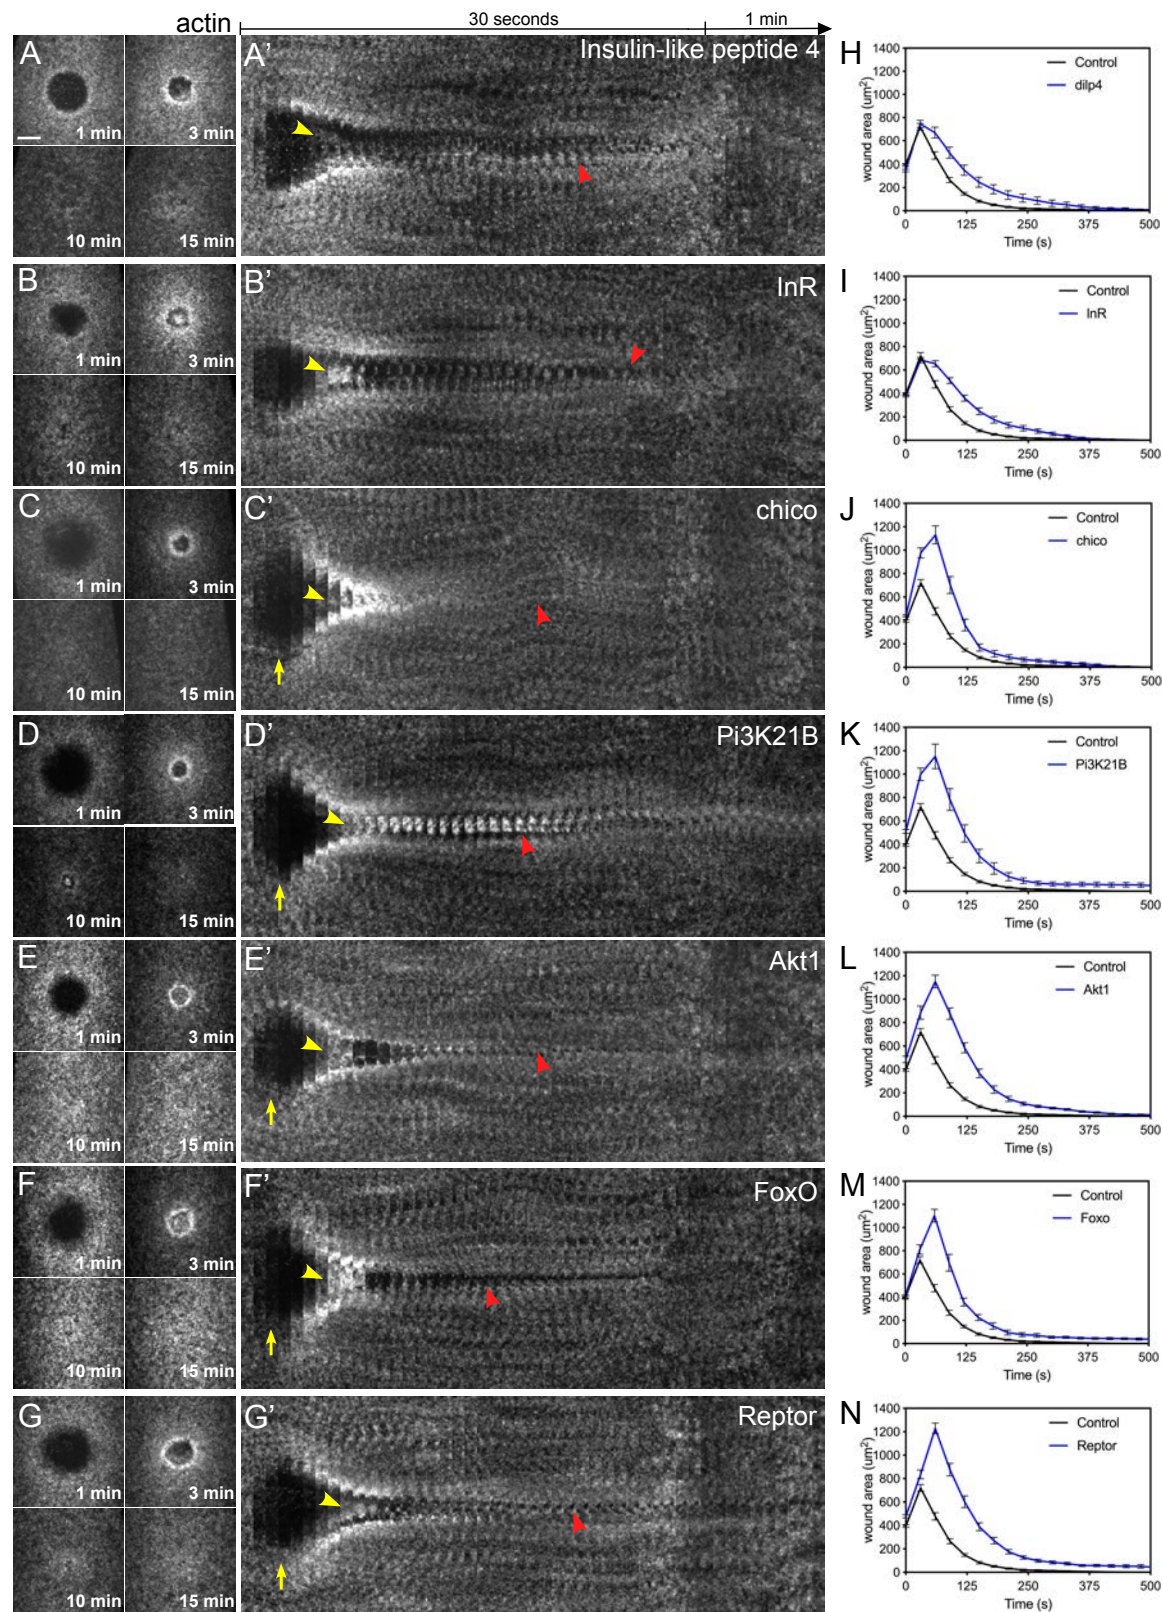 actin 30 seconds 1 min
A 1 min 3 min
10 min 15 min
A' Insulin-like peptide 4
H
1400
1200
1000
800
600
400
200
0
wound area (um2)
Control
dilp4
0 125 250 375 500
Time (s)
B 1 min 3 min
10 min 15 min
B' InR
I
1400
1200
1000
800
600
400
200
0
wound area (um2)
Control
InR
0 125 250 375 500
Time (s)
C 1 min 3 min
10 min 15 min
C' chico
J
1400
1200
1000
800
600
400
200
0
wound area (um2)
Control
chico
0 125 250 375 500
Time (s)
D 1 min 3 min
10 min 15 min
D' Pi3K21B
K
1400
1200
1000
800
600
400
200
0
wound area (um2)
Control
Pi3K21B
0 125 250 375 500
Time (s)
E 1 min 3 min
10 min 15 min
E' Akt1
L
1400
1200
1000
800
600
400
200
0
wound area (um2)
Control
Akt1
0 125 250 375 500
Time (s)
F 1 min 3 min
10 min 15 min
F' FoxO
M
1400
1200
1000
800
600
400
200
0
wound area (um2)
Control
Foxo
0 125 250 375 500
Time (s)
G 1 min 3 min
10 min 15 min
G' Reptor
N
1400
1200
1000
800
600
400
200
0
wound area (um2)
Control
Reptor
0 125 250 375 500
Time (s)